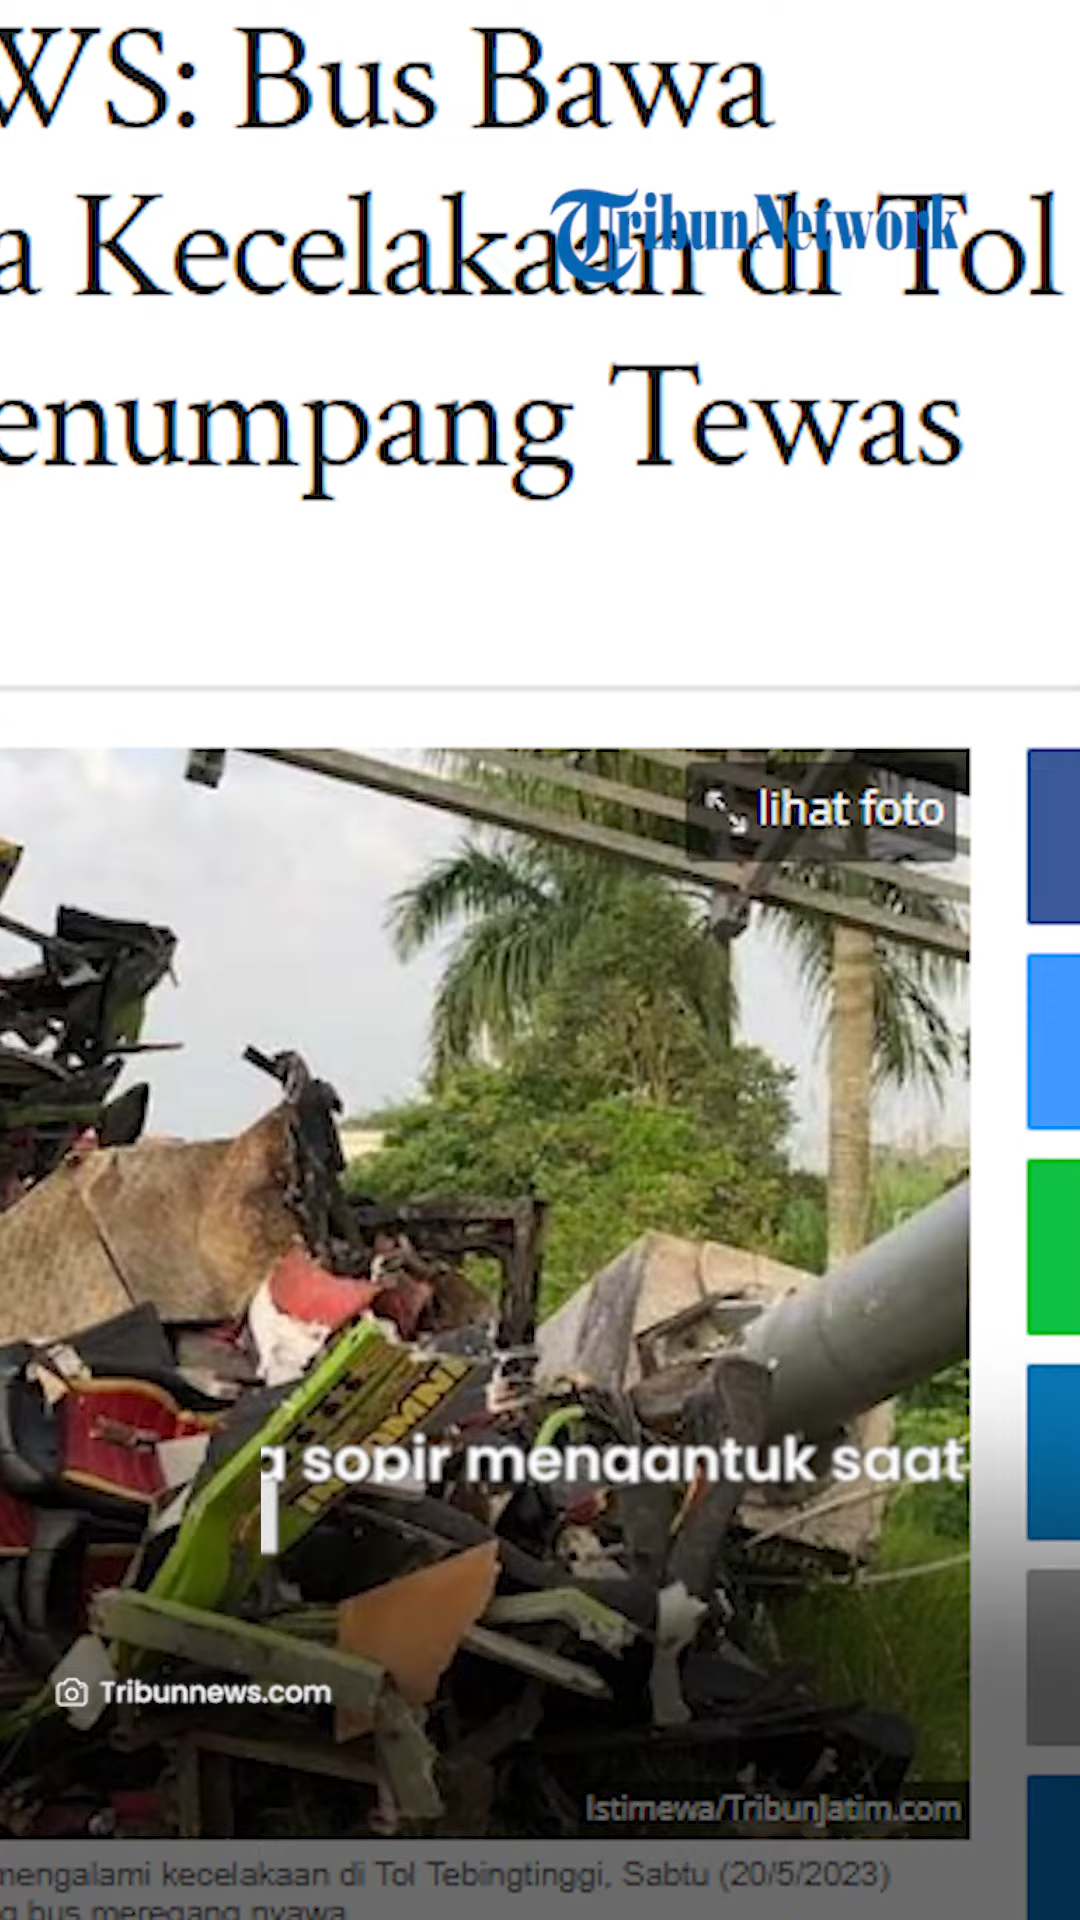 WS: Bus Bawa
a Kecelakaan di Tol
TribunNetwork
enumpang Tewas
lihat foto
a sopir mengantuk saat
Tribunnews.com
Istimewa/TribunJatim.com
mengalami kecelakaan di Tol Tebingtinggi, Sabtu (20/5/2023)
g bus meregang nyawa